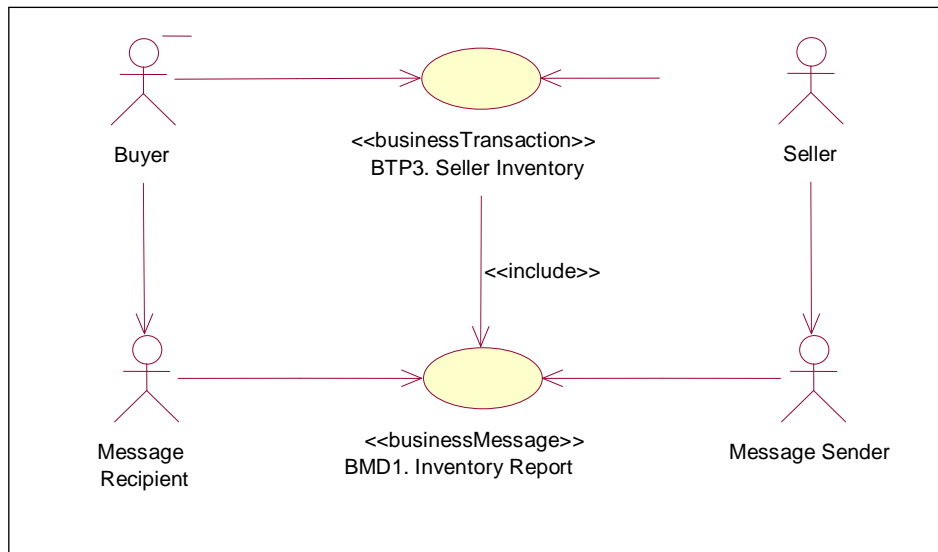 Buyer
<<businessTransaction>>
BTP3. Seller Inventory
Seller
<<include>>
Message
Recipient
<<businessMessage>>
BMD1. Inventory Report
Message Sender